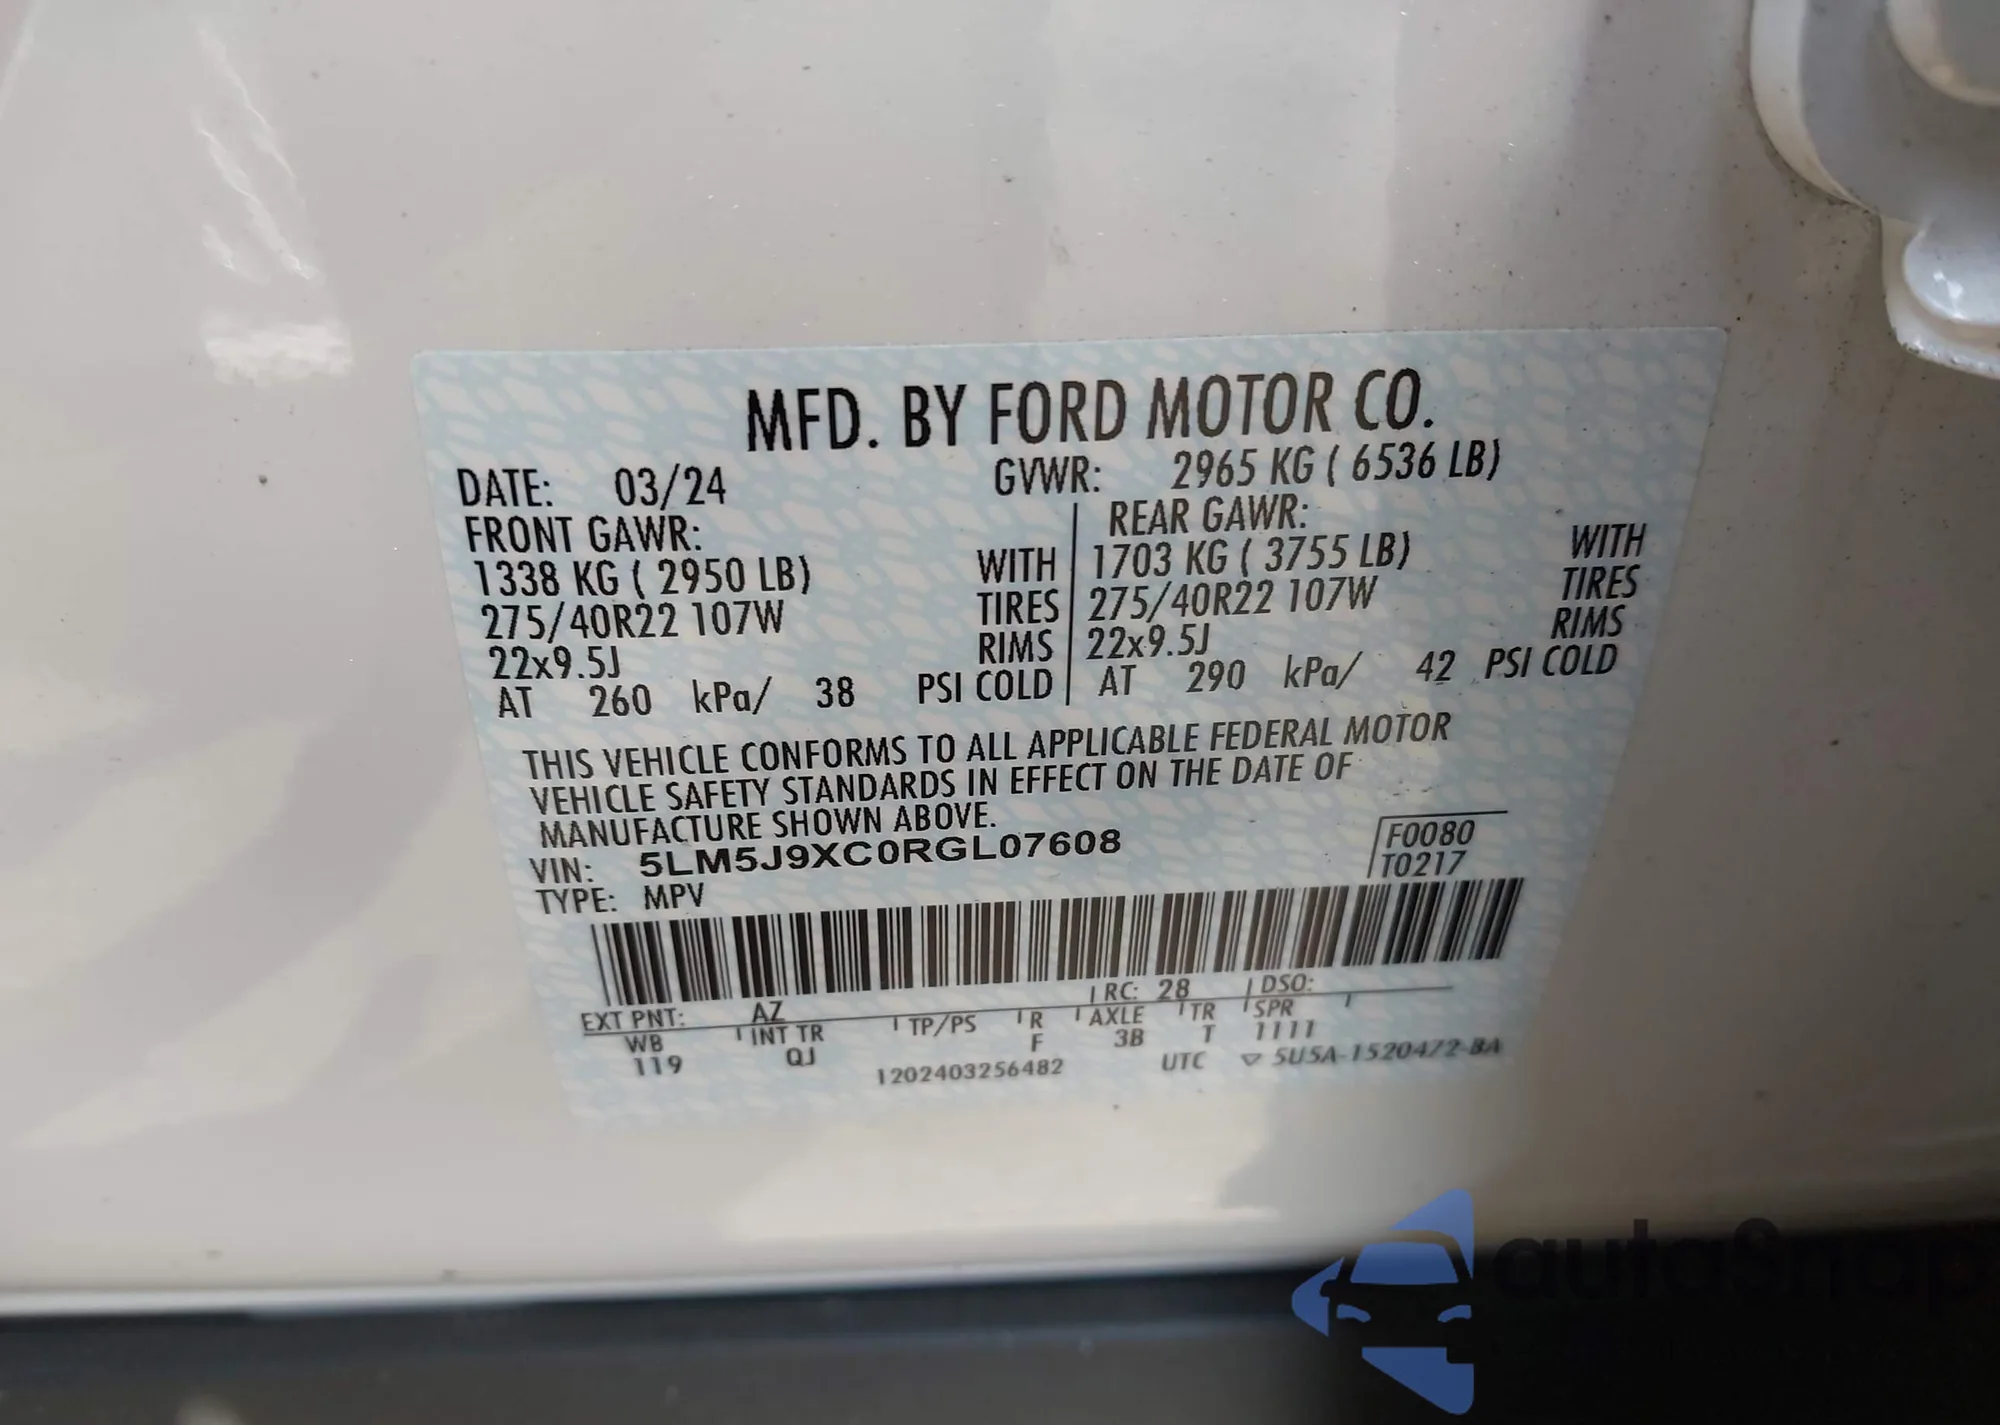 MFD. BY FORD MOTOR CO.
DATE: 03/24 GVWR: 2965 KG ( 6536 LB)
FRONT GAWR: REAR GAWR:
1338 KG ( 2950 LB) WITH 1703 KG ( 3755 LB) WITH
275/40R22 107W TIRES 275/40R22 107W TIRES
22x9.5J RIMS 22x9.5J RIMS
AT 260 kPa/ 38 PSI COLD AT 290 kPa/ 42 PSI COLD
THIS VEHICLE CONFORMS TO ALL APPLICABLE FEDERAL MOTOR
VEHICLE SAFETY STANDARDS IN EFFECT ON THE DATE OF
MANUFACTURE SHOWN ABOVE.
VIN: 5LM5J9XC0RGL07608 F0080
TYPE: MPV T0217
EXT PNT: AZ RC: 28 DSO:
WB INT TR TP/PS R AXLE TR SPR
119 QJ F 3B T 1111
1202403256482 UTC 5U5A-1520472-BA
autoSnap